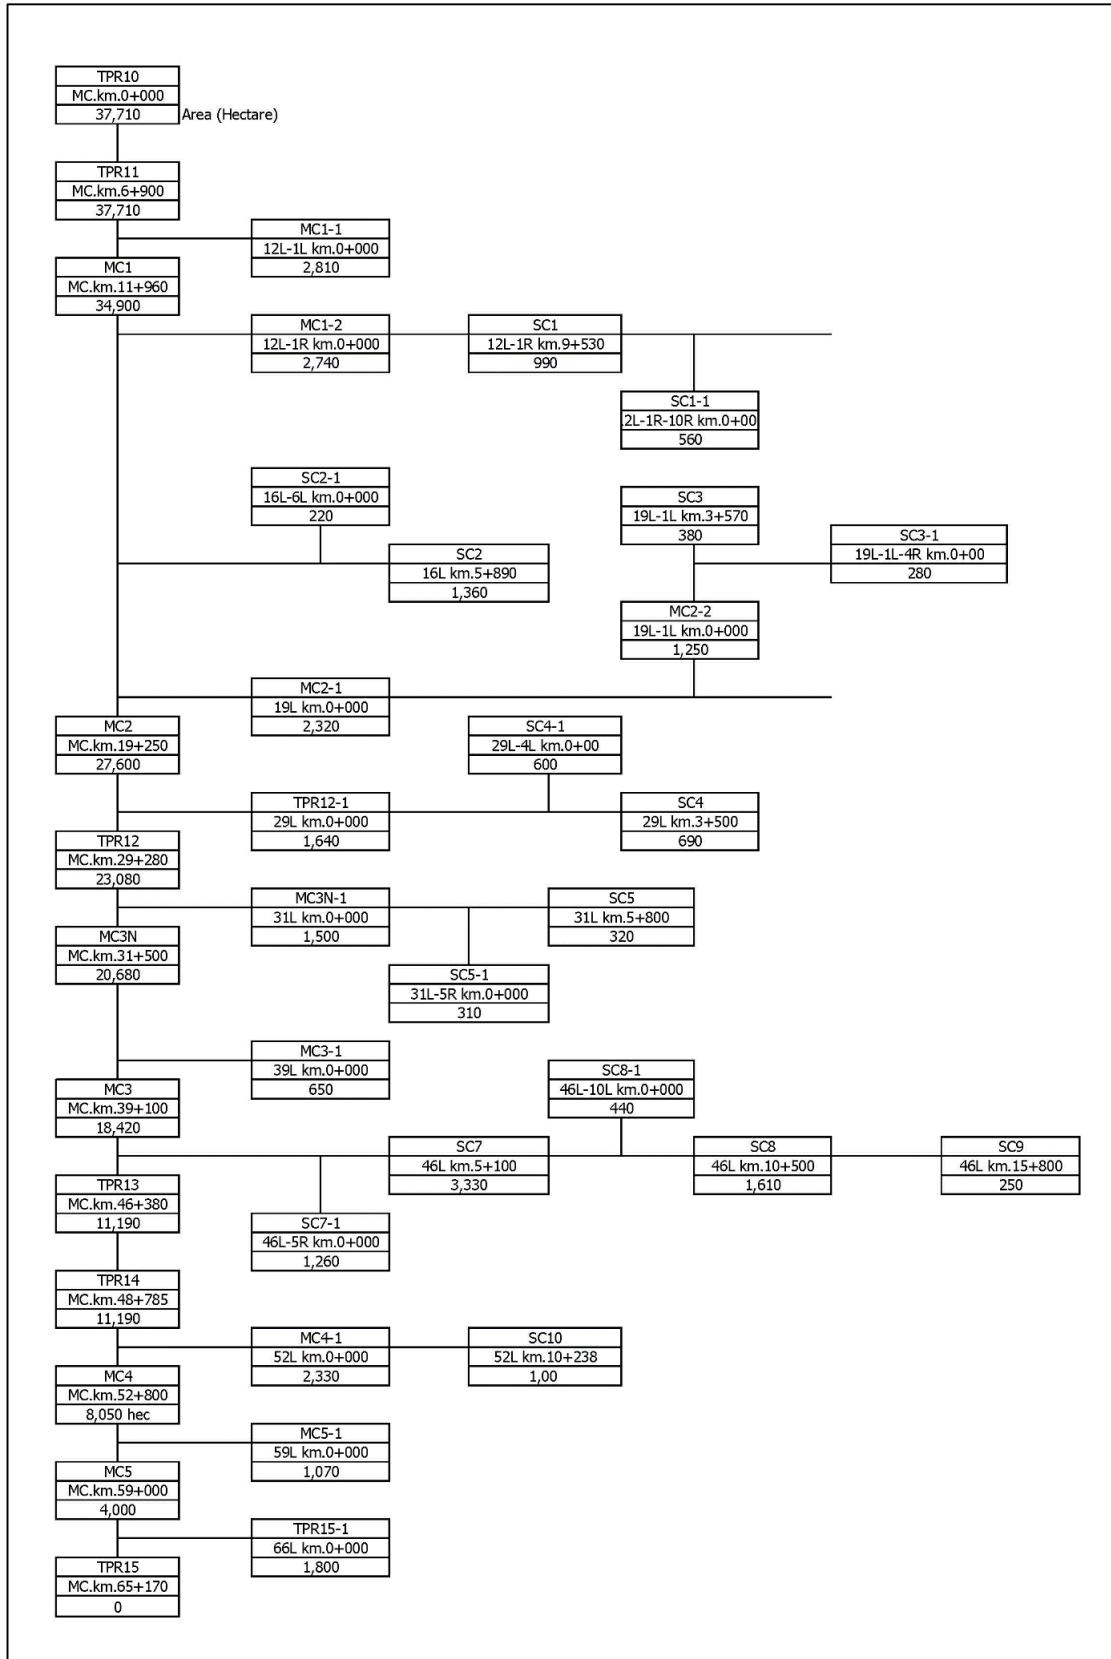 TPR10
MC.km.0+000
37,710
Area (Hectare)
TPR11
MC.km.6+900
37,710
MC1-1
12L-1L km.0+000
2,810
MC1
MC.km.11+960
34,900
MC1-2
12L-1R km.0+000
2,740
SC1
12L-1R km.9+530
990
SC1-1
2L-1R-10R km.0+00
560
SC2-1
16L-6L km.0+000
220
SC3
19L-1L km.3+570
380
SC3-1
19L-1L-4R km.0+00
280
SC2
16L km.5+890
1,360
MC2-2
19L-1L km.0+000
1,250
MC2-1
19L km.0+000
2,320
MC2
MC.km.19+250
27,600
SC4-1
29L-4L km.0+00
600
TPR12-1
29L km.0+000
1,640
SC4
29L km.3+500
690
TPR12
MC.km.29+280
23,080
MC3N-1
31L km.0+000
1,500
SC5
31L km.5+800
320
MC3N
MC.km.31+500
20,680
SC5-1
31L-5R km.0+000
310
MC3-1
39L km.0+000
650
SC8-1
46L-10L km.0+000
440
MC3
MC.km.39+100
18,420
SC7
46L km.5+100
3,330
SC8
46L km.10+500
1,610
SC9
46L km.15+800
250
TPR13
MC.km.46+380
11,190
SC7-1
46L-5R km.0+000
1,260
TPR14
MC.km.48+785
11,190
MC4-1
52L km.0+000
2,330
SC10
52L km.10+238
1,00
MC4
MC.km.52+800
8,050 hec
MC5-1
59L km.0+000
1,070
MC5
MC.km.59+000
4,000
TPR15-1
66L km.0+000
1,800
TPR15
MC.km.65+170
0